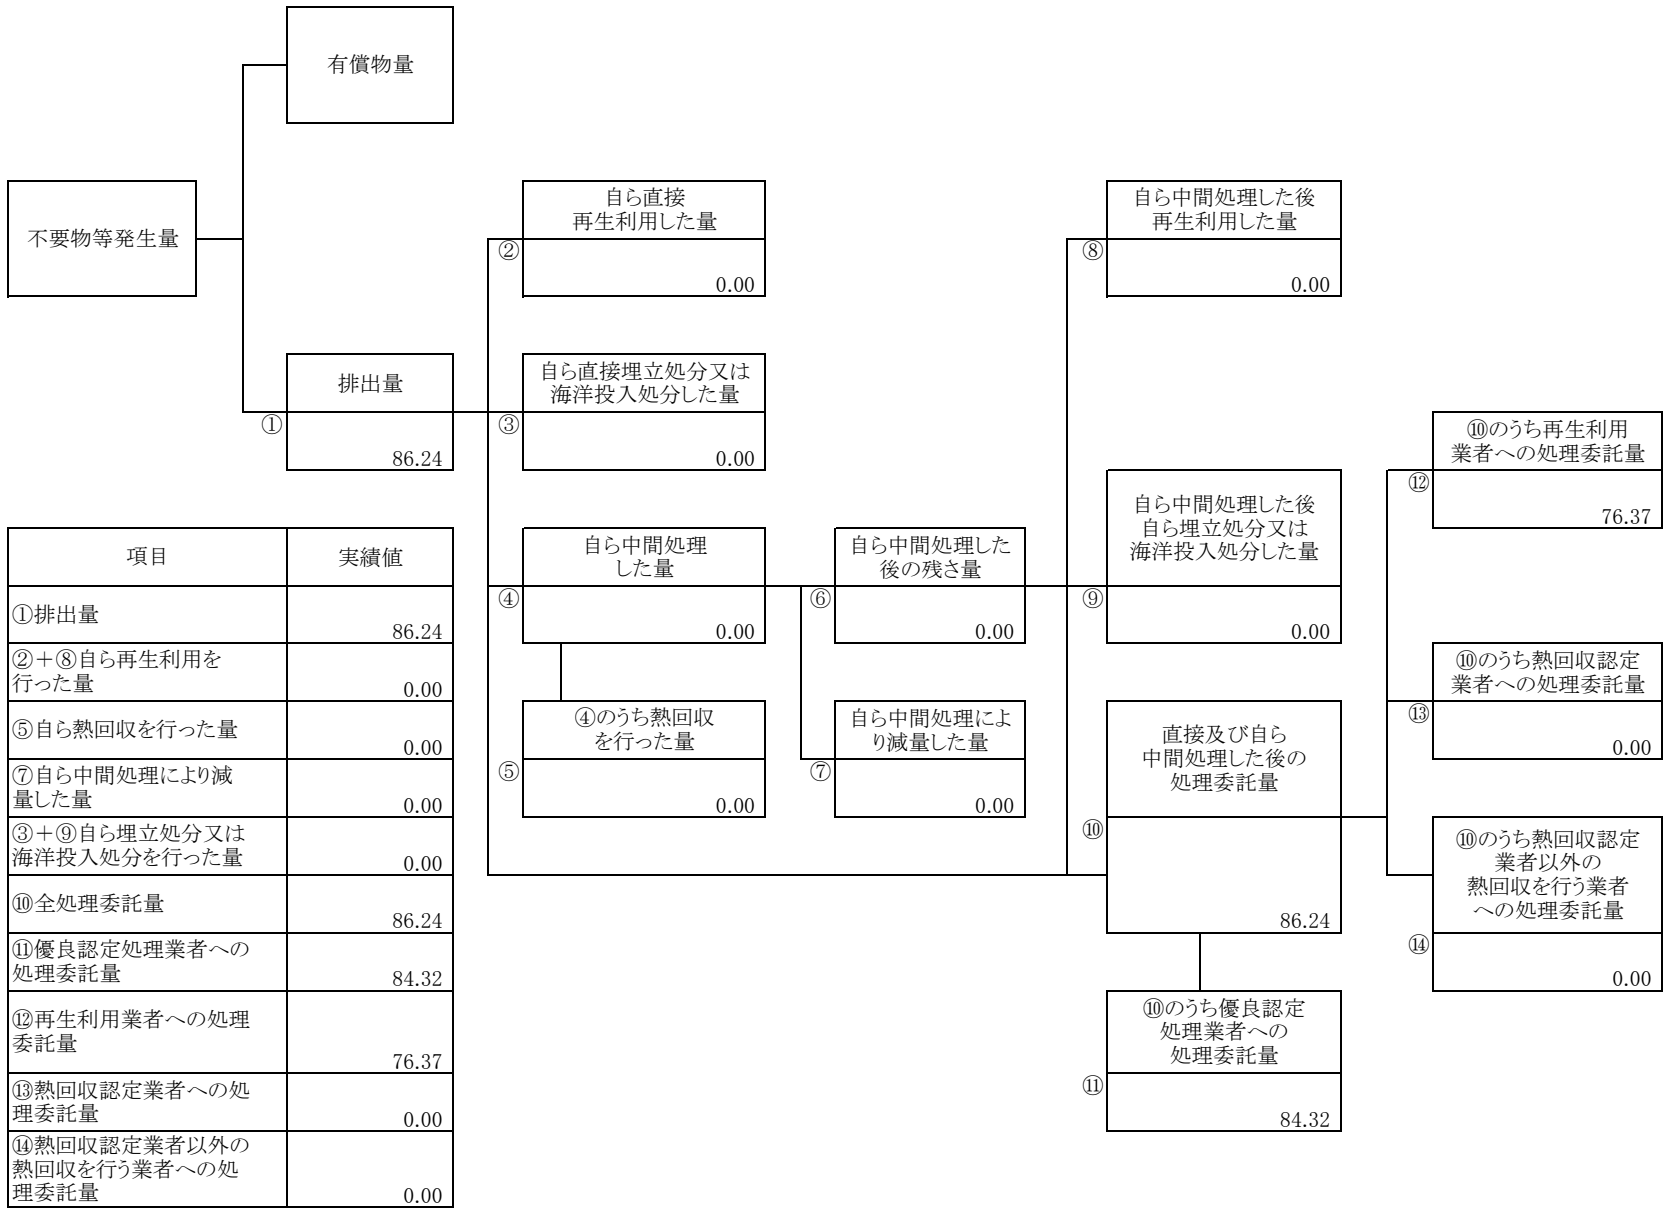 有償物量
不要物等発生量
排出量
①
86.24
自ら直接
再生利用した量
②
0.00
自ら直接埋立処分又は
海洋投入処分した量
③
0.00
自ら中間処理
した量
④
0.00
④のうち熱回収
を行った量
⑤
0.00
自ら中間処理した
後の残さ量
⑥
0.00
自ら中間処理によ
り減量した量
⑦
0.00
自ら中間処理した後
再生利用した量
⑧
0.00
自ら中間処理した後
自ら埋立処分又は
海洋投入処分した量
⑨
0.00
直接及び自ら
中間処理した後の
処理委託量
⑩
86.24
⑩のうち優良認定
処理業者への
処理委託量
⑪
84.32
⑩のうち再生利用
業者への処理委託量
⑫
76.37
⑩のうち熱回収認定
業者への処理委託量
⑬
0.00
⑩のうち熱回収認定
業者以外の
熱回収を行う業者
への処理委託量
⑭
0.00
項目 実績値
①排出量
86.24
②＋⑧自ら再生利用を
行った量
0.00
⑤自ら熱回収を行った量
0.00
⑦自ら中間処理により減
量した量
0.00
③＋⑨自ら埋立処分又は
海洋投入処分を行った量
0.00
⑩全処理委託量
86.24
⑪優良認定処理業者への
処理委託量
84.32
⑫再生利用業者への処理
委託量
76.37
⑬熱回収認定業者への処
理委託量
0.00
⑭熱回収認定業者以外の
熱回収を行う業者への処
理委託量
0.00